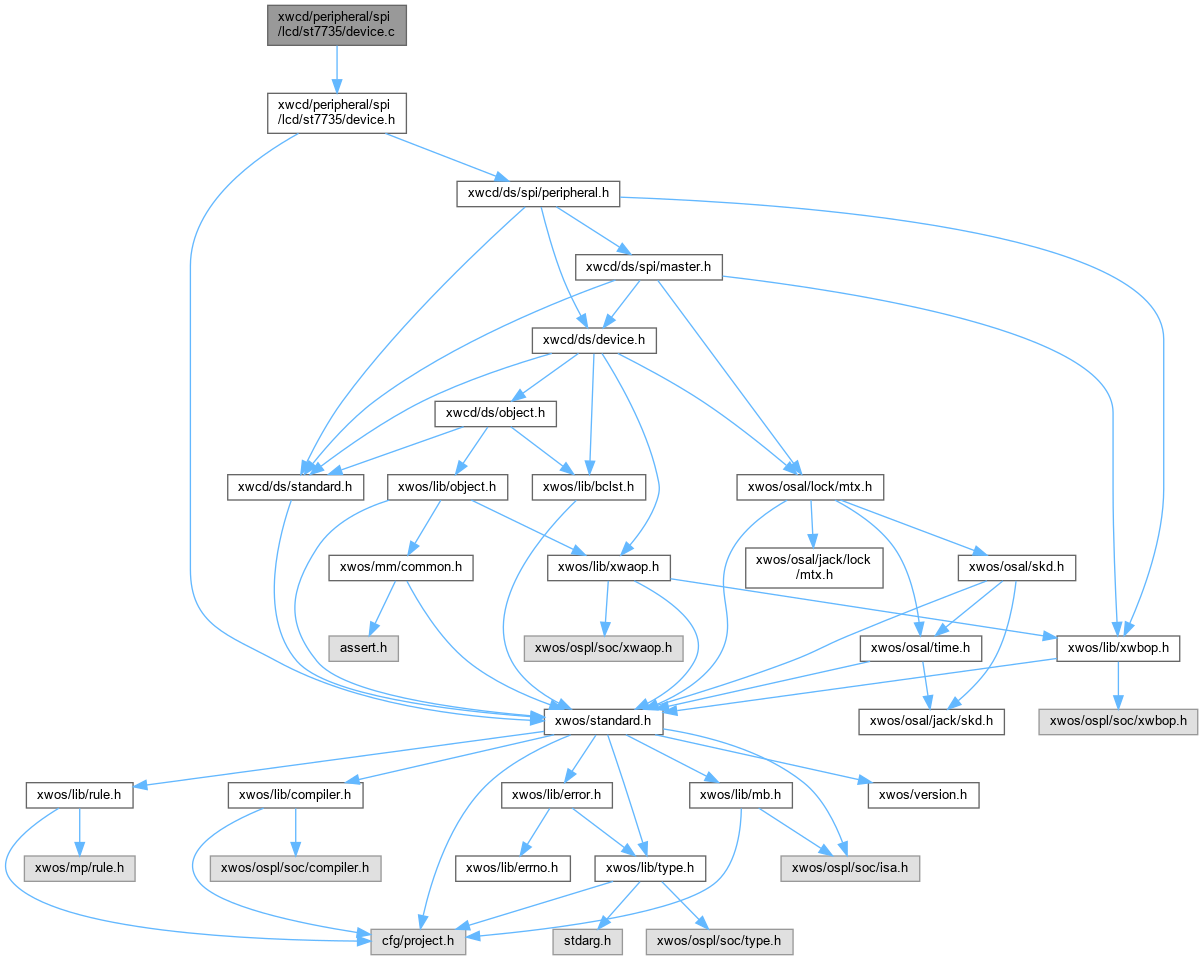 xwcd/peripheral/spi
/lcd/st7735/device.c
xwcd/peripheral/spi
/lcd/st7735/device.h
xwcd/ds/spi/peripheral.h
xwcd/ds/spi/master.h
xwcd/ds/device.h
xwcd/ds/object.h
xwcd/ds/standard.h
xwos/lib/object.h
xwos/lib/bclst.h
xwos/osal/lock/mtx.h
xwos/mm/common.h
xwos/lib/xwaop.h
xwos/osal/jack/lock
/mtx.h
xwos/osal/skd.h
assert.h
xwos/ospl/soc/xwaop.h
xwos/osal/time.h
xwos/lib/xwbop.h
xwos/standard.h
xwos/osal/jack/skd.h
xwos/ospl/soc/xwbop.h
xwos/lib/rule.h
xwos/lib/compiler.h
xwos/lib/error.h
xwos/lib/mb.h
xwos/version.h
xwos/mp/rule.h
xwos/ospl/soc/compiler.h
xwos/lib/errno.h
xwos/lib/type.h
xwos/ospl/soc/isa.h
cfg/project.h
stdarg.h
xwos/ospl/soc/type.h